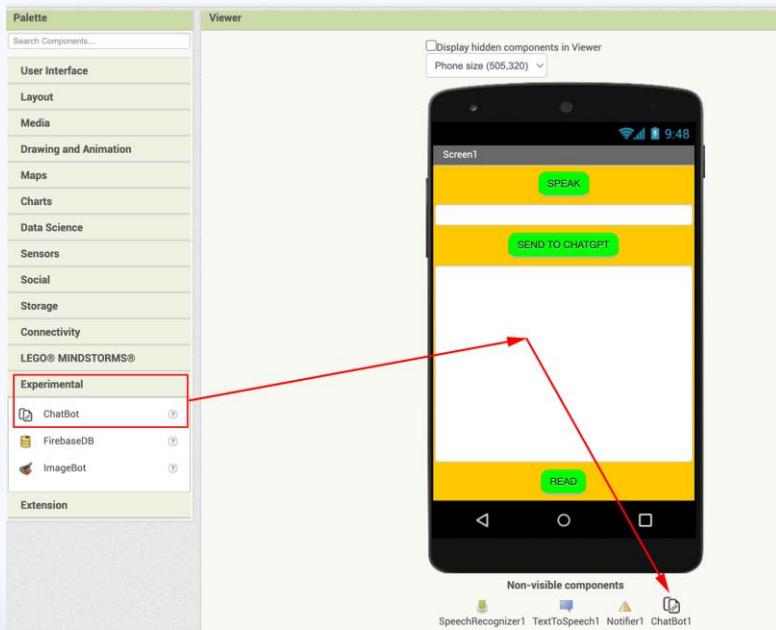 Palette
Search Components...
User Interface
Layout
Media
Drawing and Animation
Maps
Charts
Data Science
Sensors
Social
Storage
Connectivity
LEGO® MINDSTORMS®
Experimental
ChatBot ?
FirebaseDB ?
ImageBot ?
Extension
Viewer
Display hidden components in Viewer
Phone size (505,320)
9:48
Screen1
SPEAK
SEND TO CHATGPT
READ
Non-visible components
SpeechRecognizer1 TextToSpeech1 Notifier1 ChatBot1